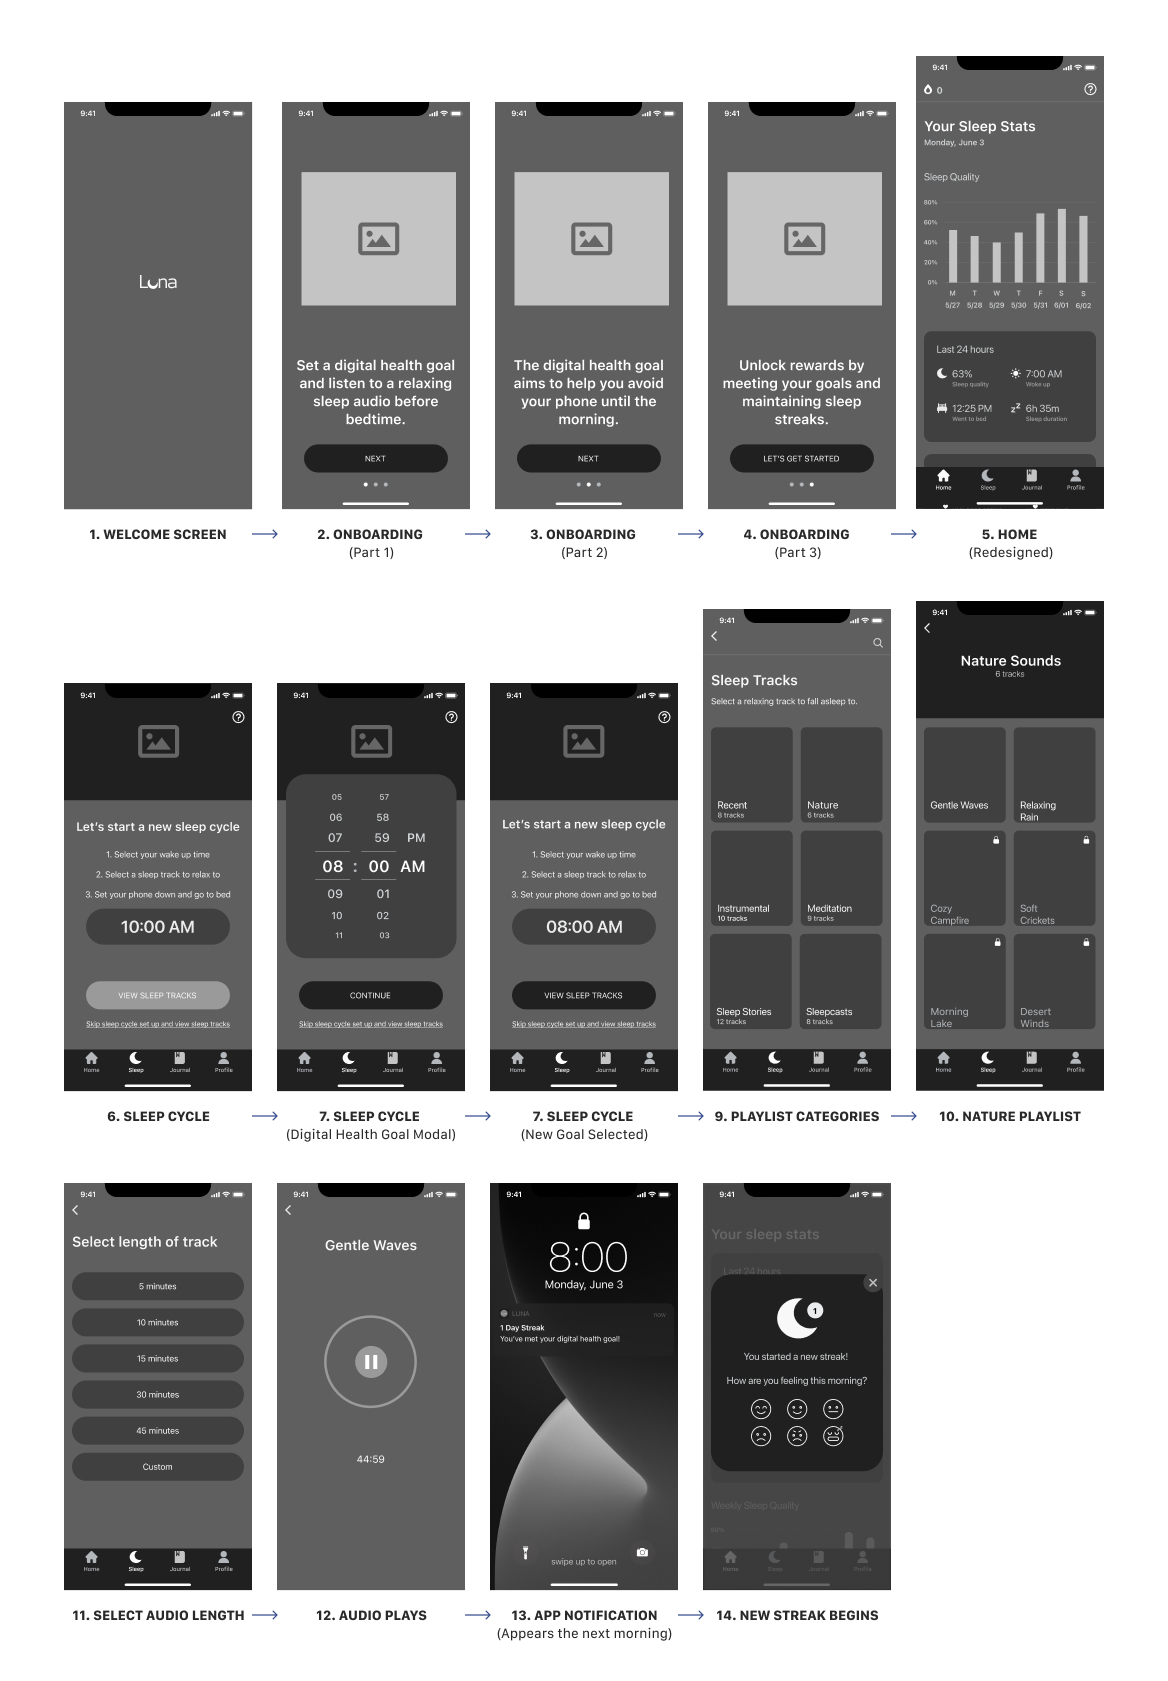 9:41
Luna
1. WELCOME SCREEN
9:41
Set a digital health goal
and listen to a relaxing
sleep audio before
bedtime.
NEXT
2. ONBOARDING
(Part 1)
9:41
The digital health goal
aims to help you avoid
your phone until the
morning.
NEXT
3. ONBOARDING
(Part 2)
9:41
Unlock rewards by
meeting your goals and
maintaining sleep
streaks.
LET'S GET STARTED
4. ONBOARDING
(Part 3)
9:41
0
?
Your Sleep Stats
Monday, June 3
Sleep Quality
80%
60%
40%
20%
0%
M T W T F S S
5/27 5/28 5/29 5/30 5/31 6/01 6/02
Last 24 hours
63% 7:00 AM
Sleep quality Woke up
12:25 PM zz 6h 35m
Went to bed Sleep duration
Home Sleep Journal Profile
5. HOME
(Redesigned)
9:41
?
Let's start a new sleep cycle
1. Select your wake up time
2. Select a sleep track to relax to
3. Set your phone down and go to bed
10:00 AM
VIEW SLEEP TRACKS
Skip sleep cycle set up and view sleep tracks
Home Sleep Journal Profile
6. SLEEP CYCLE
9:41
?
05 57
06 58
07 59 PM
08 : 00 AM
09 01
10 02
11 03
CONTINUE
Skip sleep cycle set up and view sleep tracks
Home Sleep Journal Profile
7. SLEEP CYCLE
(Digital Health Goal Modal)
9:41
?
Let's start a new sleep cycle
1. Select your wake up time
2. Select a sleep track to relax to
3. Set your phone down and go to bed
08:00 AM
VIEW SLEEP TRACKS
Skip sleep cycle set up and view sleep tracks
Home Sleep Journal Profile
7. SLEEP CYCLE
(New Goal Selected)
9:41
Sleep Tracks
Select a relaxing track to fall asleep to.
Recent Nature
8 tracks 6 tracks
Instrumental Meditation
10 tracks 9 tracks
Sleep Stories Sleepcasts
12 tracks 8 tracks
Home Sleep Journal Profile
9. PLAYLIST CATEGORIES
9:41
Nature Sounds
6 tracks
Gentle Waves Relaxing
Rain
Cozy Soft
Campfire Crickets
Morning Desert
Lake Winds
Home Sleep Journal Profile
10. NATURE PLAYLIST
9:41
Select length of track
5 minutes
10 minutes
15 minutes
30 minutes
45 minutes
Custom
Home Sleep Journal Profile
11. SELECT AUDIO LENGTH
9:41
Gentle Waves
44:59
12. AUDIO PLAYS
9:41
8:00
Monday, June 3
LUNA now
1 Day Streak
You've met your digital health goal!
swipe up to open
13. APP NOTIFICATION
(Appears the next morning)
9:41
Your sleep stats
Last 24 hours
1
You started a new streak!
How are you feeling this morning?
Weekly Sleep Quality
80%
Home Sleep Journal Profile
14. NEW STREAK BEGINS